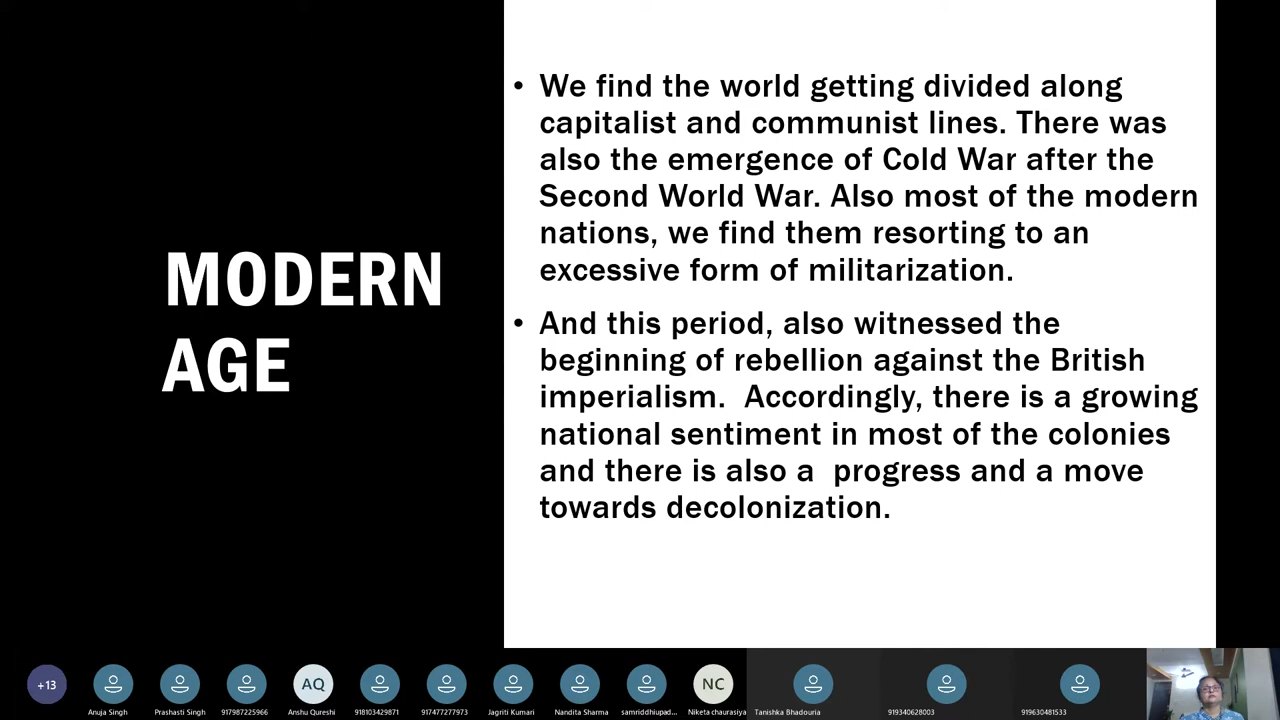 MODERN
AGE
• We find the world getting divided along
capitalist and communist lines. There was
also the emergence of Cold War after the
Second World War. Also most of the modern
nations, we find them resorting to an
excessive form of militarization.
• And this period, also witnessed the
beginning of rebellion against the British
imperialism.  Accordingly, there is a growing
national sentiment in most of the colonies
and there is also a  progress and a move
towards decolonization.
+13
AQ
NC
Anuja Singh
Prashasti Singh
917987225966
Anshu Qureshi
918103429871
917477277973
Jagriti Kumari
Nandita Sharma
samriddhiupad...
Niketa chaurasiya
Tanishka Bhadouria
919340628003
919630481533